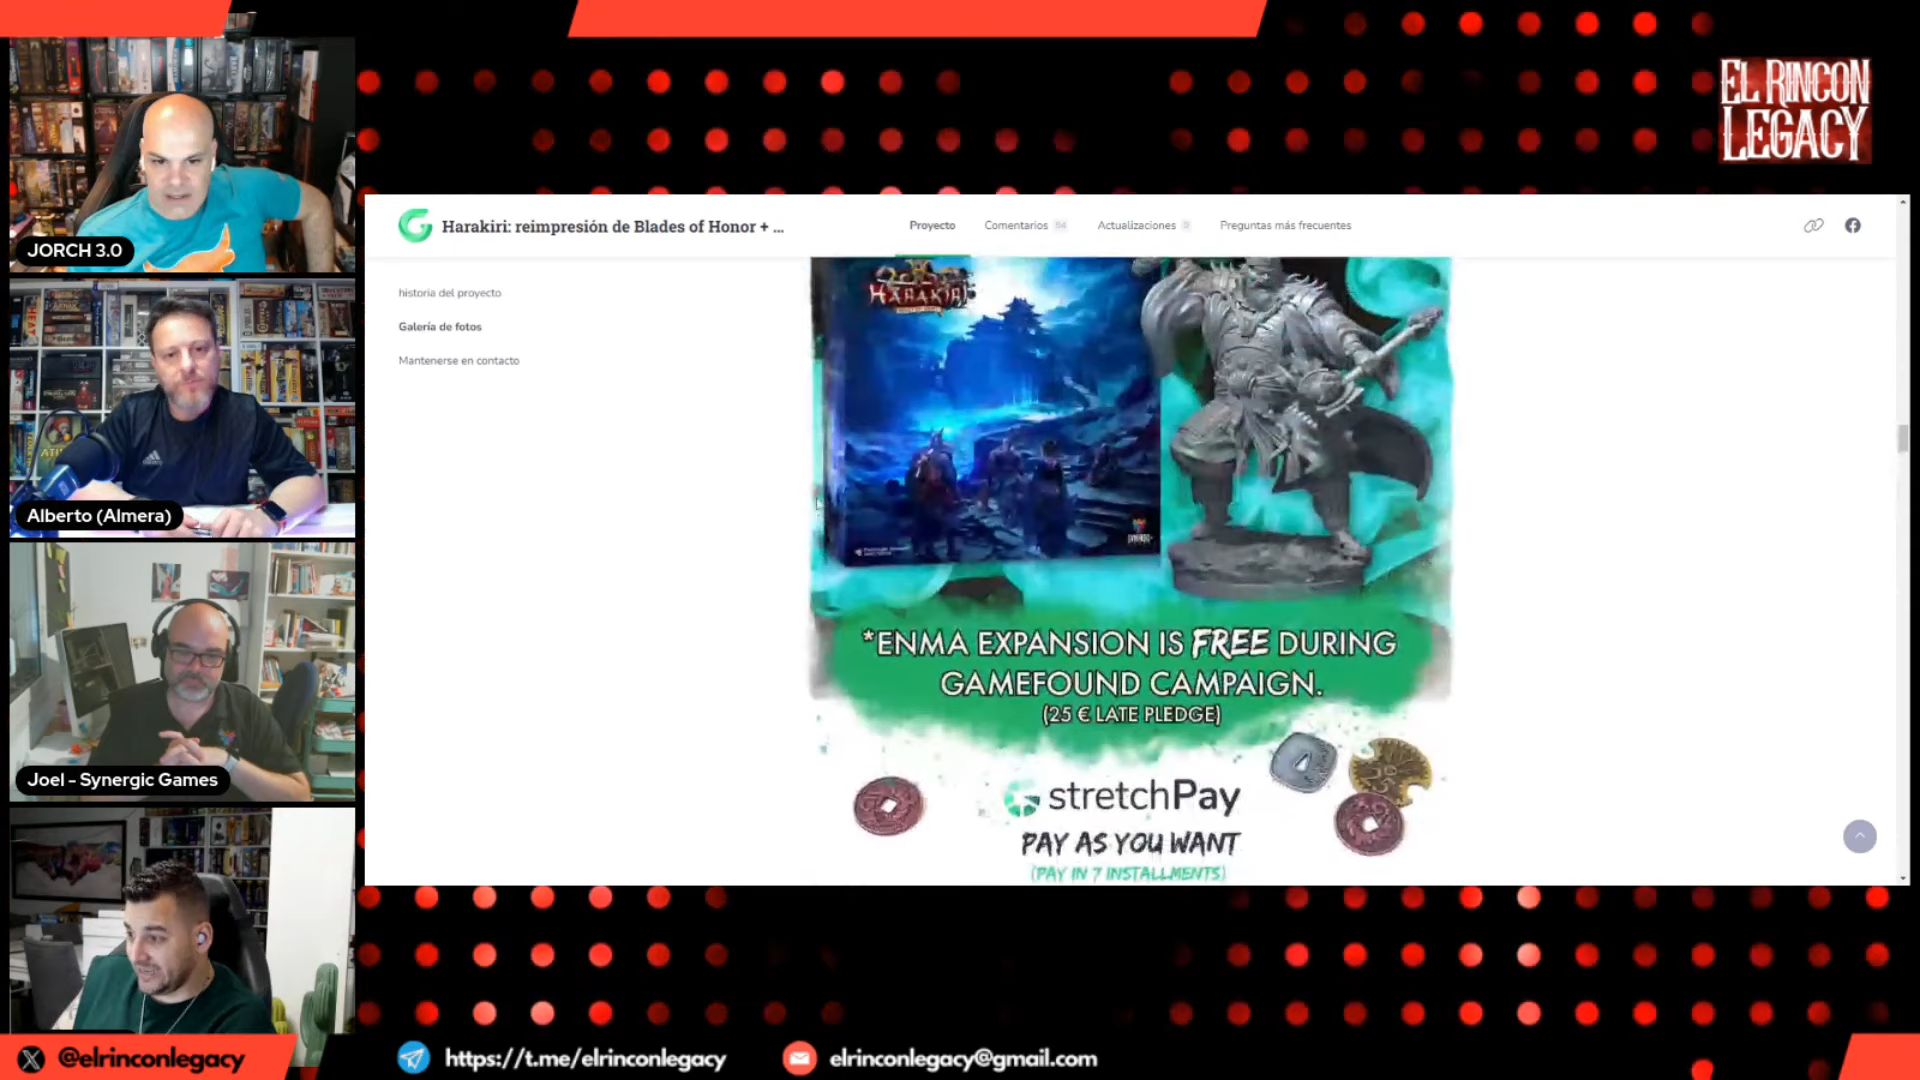 EL RINCON
LEGACY
JORCH 3.0
Alberto (Almera)
Joel - Synergic Games
Harakiri: reimpresión de Blades of Honor + ...
Proyecto
Comentarios
Actualizaciones
Preguntas más frecuentes
historia del proyecto
Galería de fotos
Mantenerse en contacto
HARAKIRI
*ENMA EXPANSION IS FREE DURING
GAMEFOUND CAMPAIGN.
(25 € LATE PLEDGE)
stretchPay
PAY AS YOU WANT
(PAY IN 7 INSTALLMENTS)
@elrinconlegacy
https://t.me/elrinconlegacy
elrinconlegacy@gmail.com